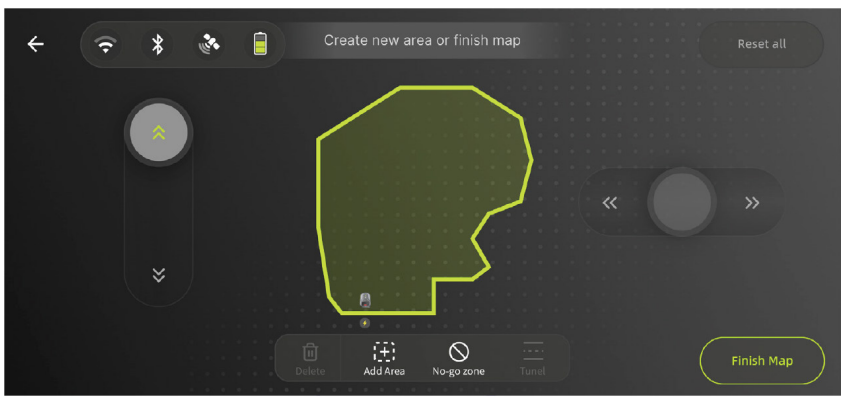 Create new area or finish map
Reset all
Delete
Add Area
No-go zone
Tunel
Finish Map